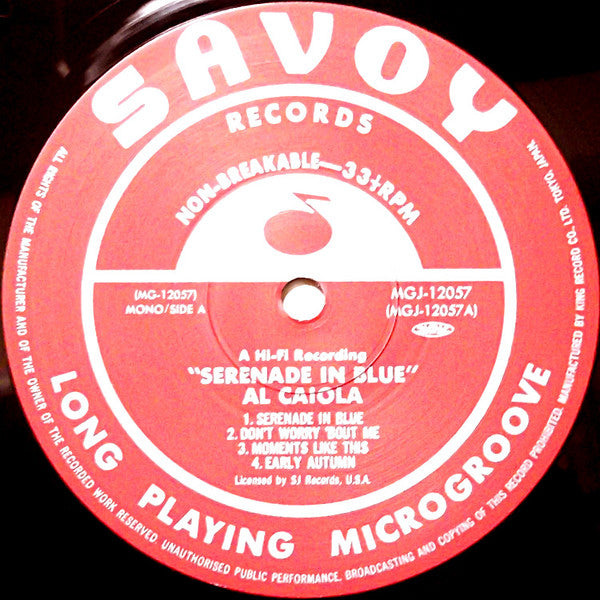 SAVOY
RECORDS
NON-BREAKABLE—33⅓RPM
(MG-12057)
MONO/SIDE A
MGJ-12057
(MGJ-12057A)
A Hi-Fi Recording
"SERENADE IN BLUE"
AL CAIOLA
1. SERENADE IN BLUE
2. DON'T WORRY 'BOUT ME
3. MOMENTS LIKE THIS
4. EARLY AUTUMN
Licensed by SJ Records, U.S.A.
LONG PLAYING MICROGROOVE
ALL RIGHTS OF THE MANUFACTURER AND OF THE OWNER OF THE RECORDED WORK RESERVED. UNAUTHORISED PUBLIC PERFORMANCE, BROADCASTING AND COPYING OF THIS RECORD PROHIBITED. MANUFACTURED BY KING RECORD CO., LTD. TOKYO JAPAN.